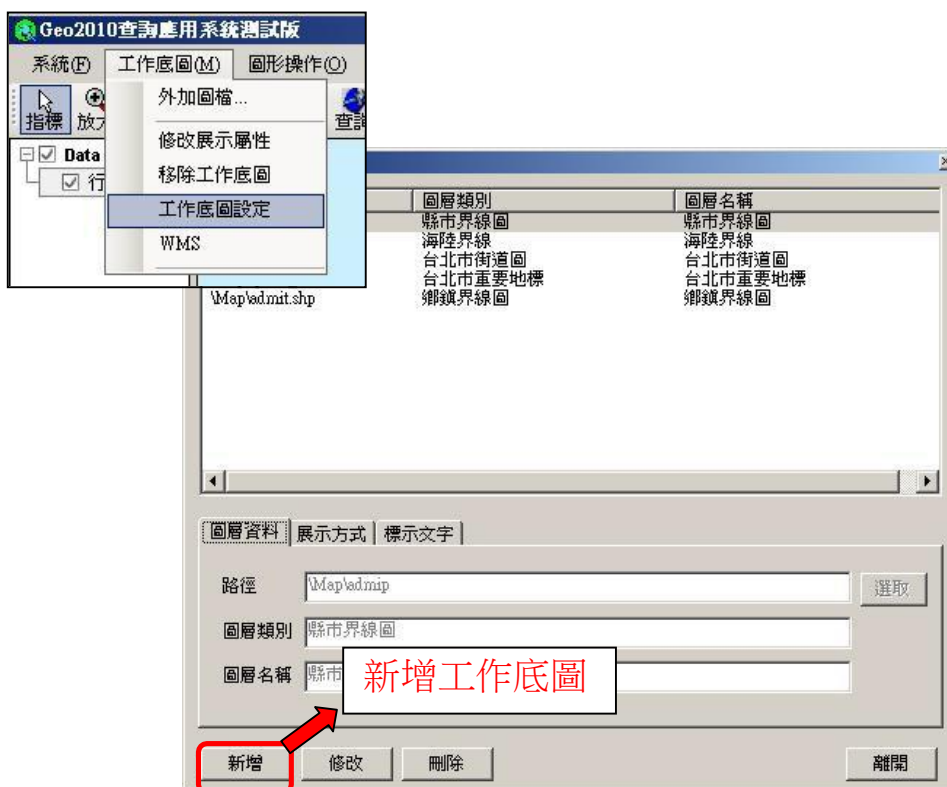 Geo2010查詢應用系統測試版
系統(F) 工作底圖(M) 圖形操作(O)
指標
外加圖檔...
修改展示屬性
移除工作底圖
工作底圖設定
WMS
Data
行
圖層類別 圖層名稱
縣市界線圖 縣市界線圖
海陸界線 海陸界線
台北市街道圖 台北市街道圖
台北市重要地標 台北市重要地標
\Map\admit.shp 鄉鎮界線圖 鄉鎮界線圖
圖層資料 展示方式 標示文字
路徑 \Map\admip 選取
圖層類別 縣市界線圖
圖層名稱 縣市
新增工作底圖
新增 修改 刪除 離開